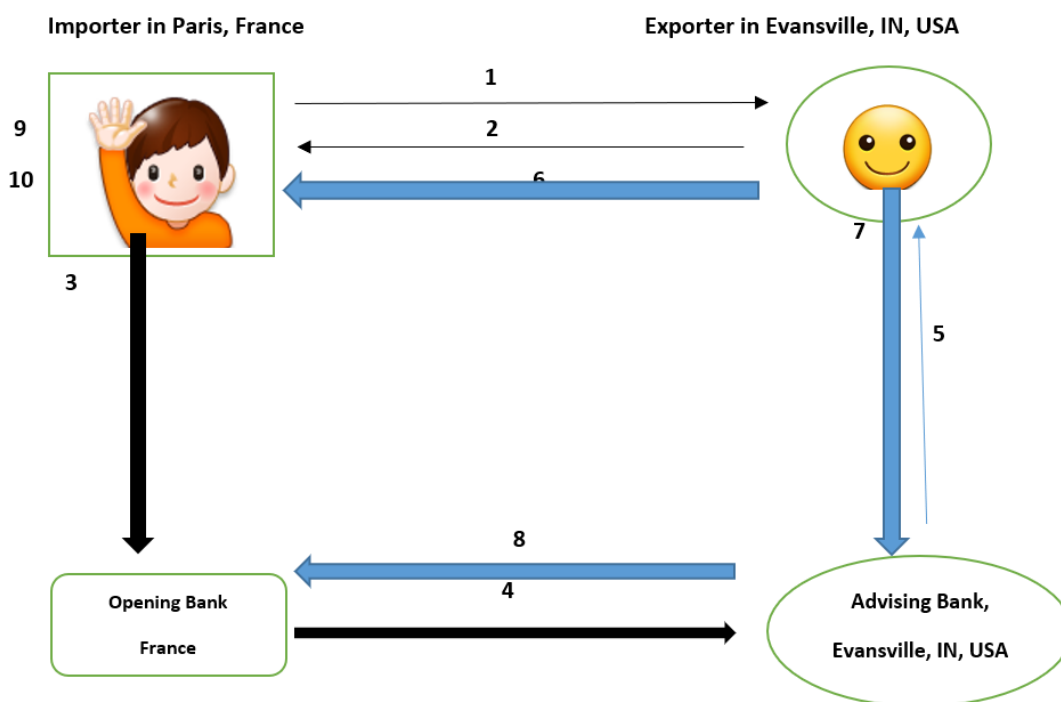 Importer in Paris, France
Exporter in Evansville, IN, USA
1
9
2
10
6
7
3
5
8
4
Opening Bank
France
Advising Bank,
Evansville, IN, USA